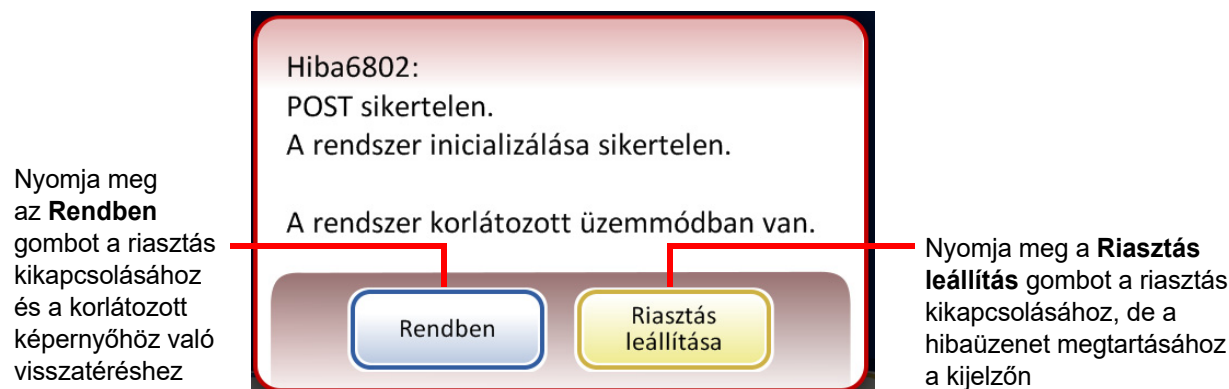 Hiba6802:
POST sikertelen.
A rendszer inicializálása sikertelen.
A rendszer korlátozott üzemmódban van.
Nyomja meg
az Rendben
gombot a riasztás
kikapcsolásához
és a korlátozott
képernyőhöz való
visszatéréshez
Rendben
Riasztás
leállítása
Nyomja meg a Riasztás
leállítás gombot a riasztás
kikapcsolásához, de a
hibaüzenet megtartásához
a kijelzőn